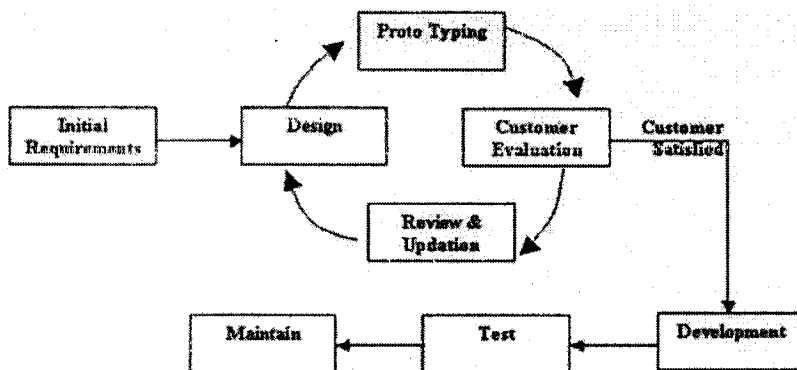 Proto Typing
Initial
Requirements
Design
Customer
Evaluation
Customer
Satisfied
Review &
Updation
Maintain
Test
Development